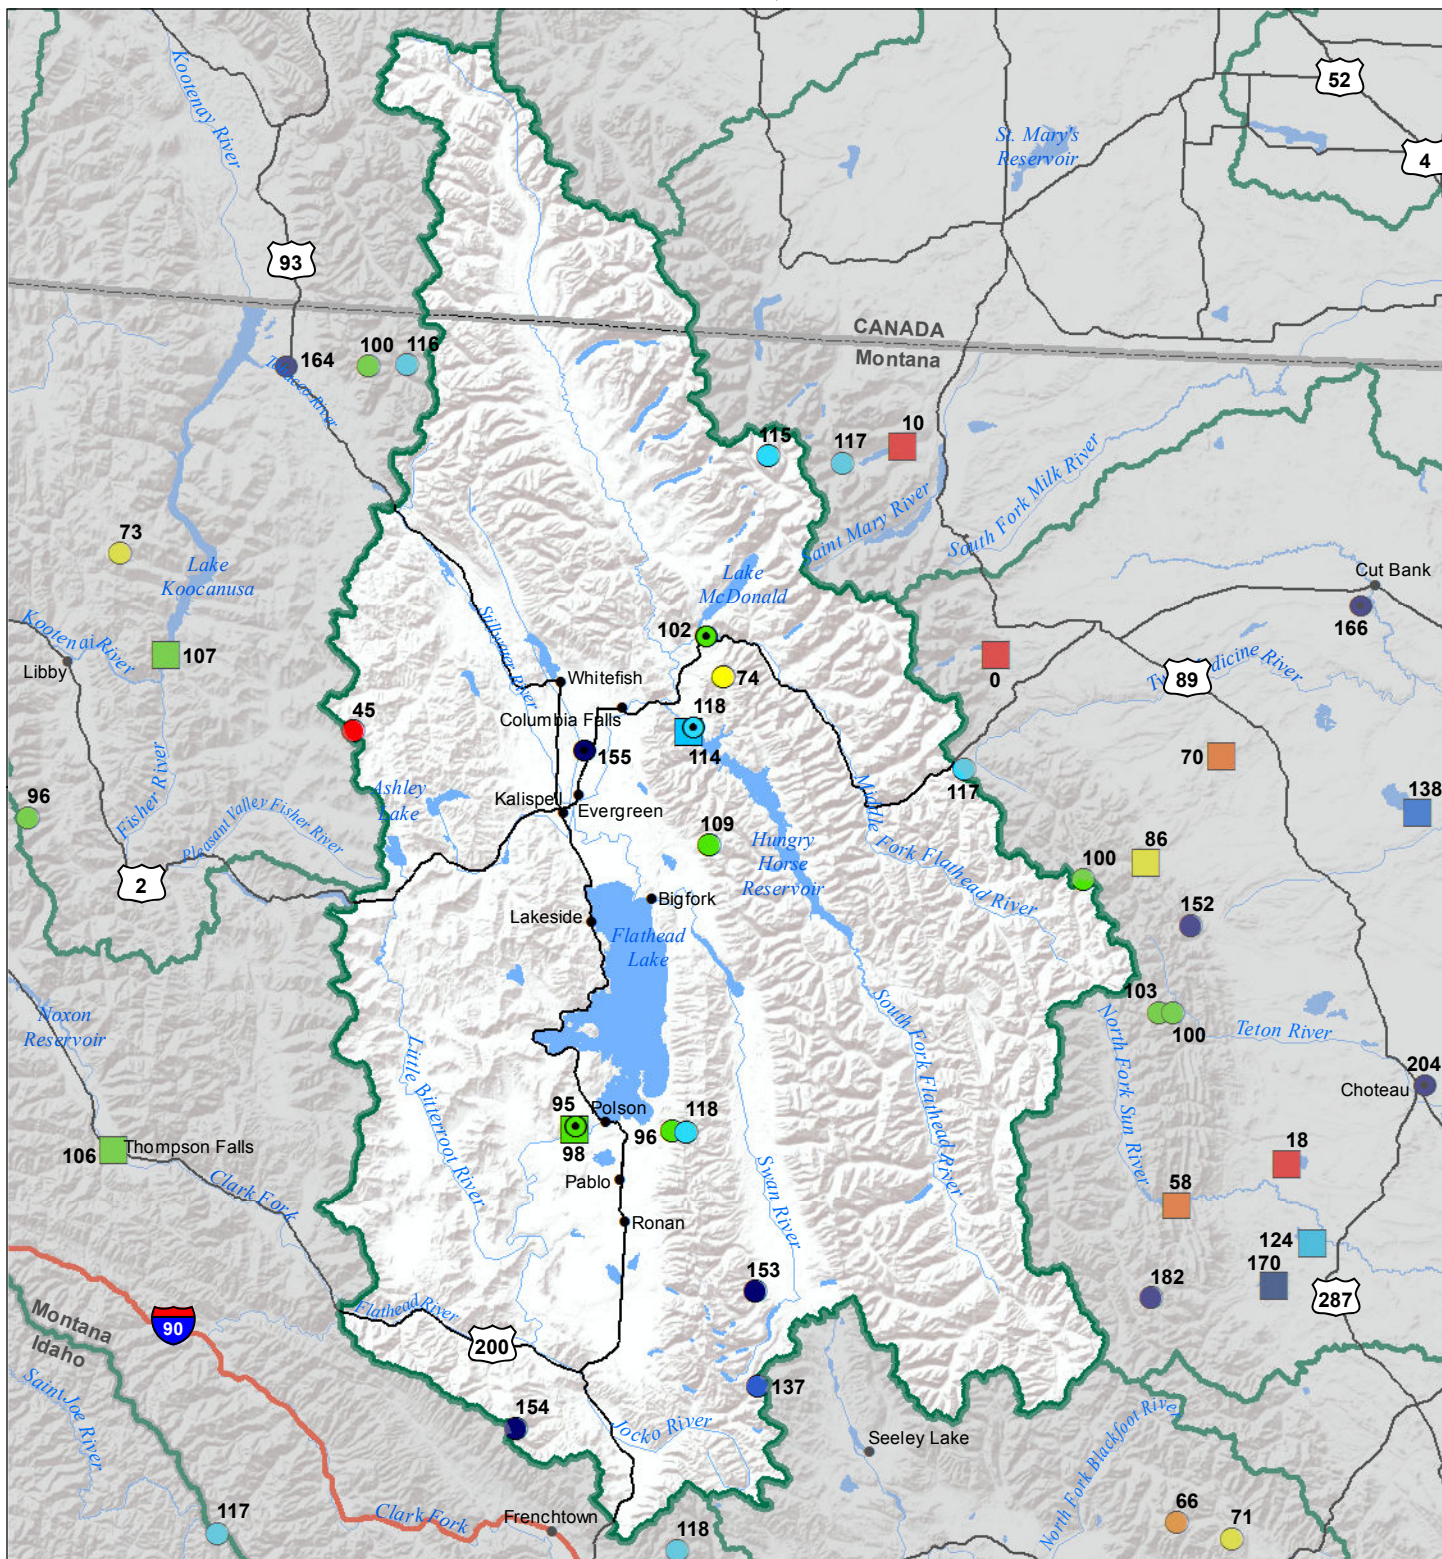 52
4
Kootenay River
St. Mary's
Reservoir
93
CANADA
Montana
164
100
116
Tobacco River
10
115
117
South Fork Milk River
Saint Mary River
73
Lake
Koocanusa
Lake
McDonald
Cut Bank
166
Stillwater River
102
Kootenai River
107
Libby
0
Two Medicine River
89
74
Whitefish
45
Columbia Falls
118
114
155
70
117
138
Fisher River
Ashley
Lake
Kalispell
Evergreen
96
Pleasant Valley Fisher River
Middle Fork Flathead River
109
Hungry
Horse
Reservoir
86
100
2
Bigfork
152
Lakeside
Flathead
Lake
103
100
Teton River
Noxon
Reservoir
Little Bitterroot River
South Fork Flathead River
North Fork Sun River
204
Choteau
95
Polson
118
96
98
106
Thompson Falls
Pablo
18
Clark Fork
Swan River
58
Ronan
124
170
153
182
287
Montana
Idaho
90
Flathead River
200
137
Saint Joe River
154
Jocko River
Seeley Lake
North Fork Blackfoot River
117
Clark Fork
Frenchtown
118
66
71